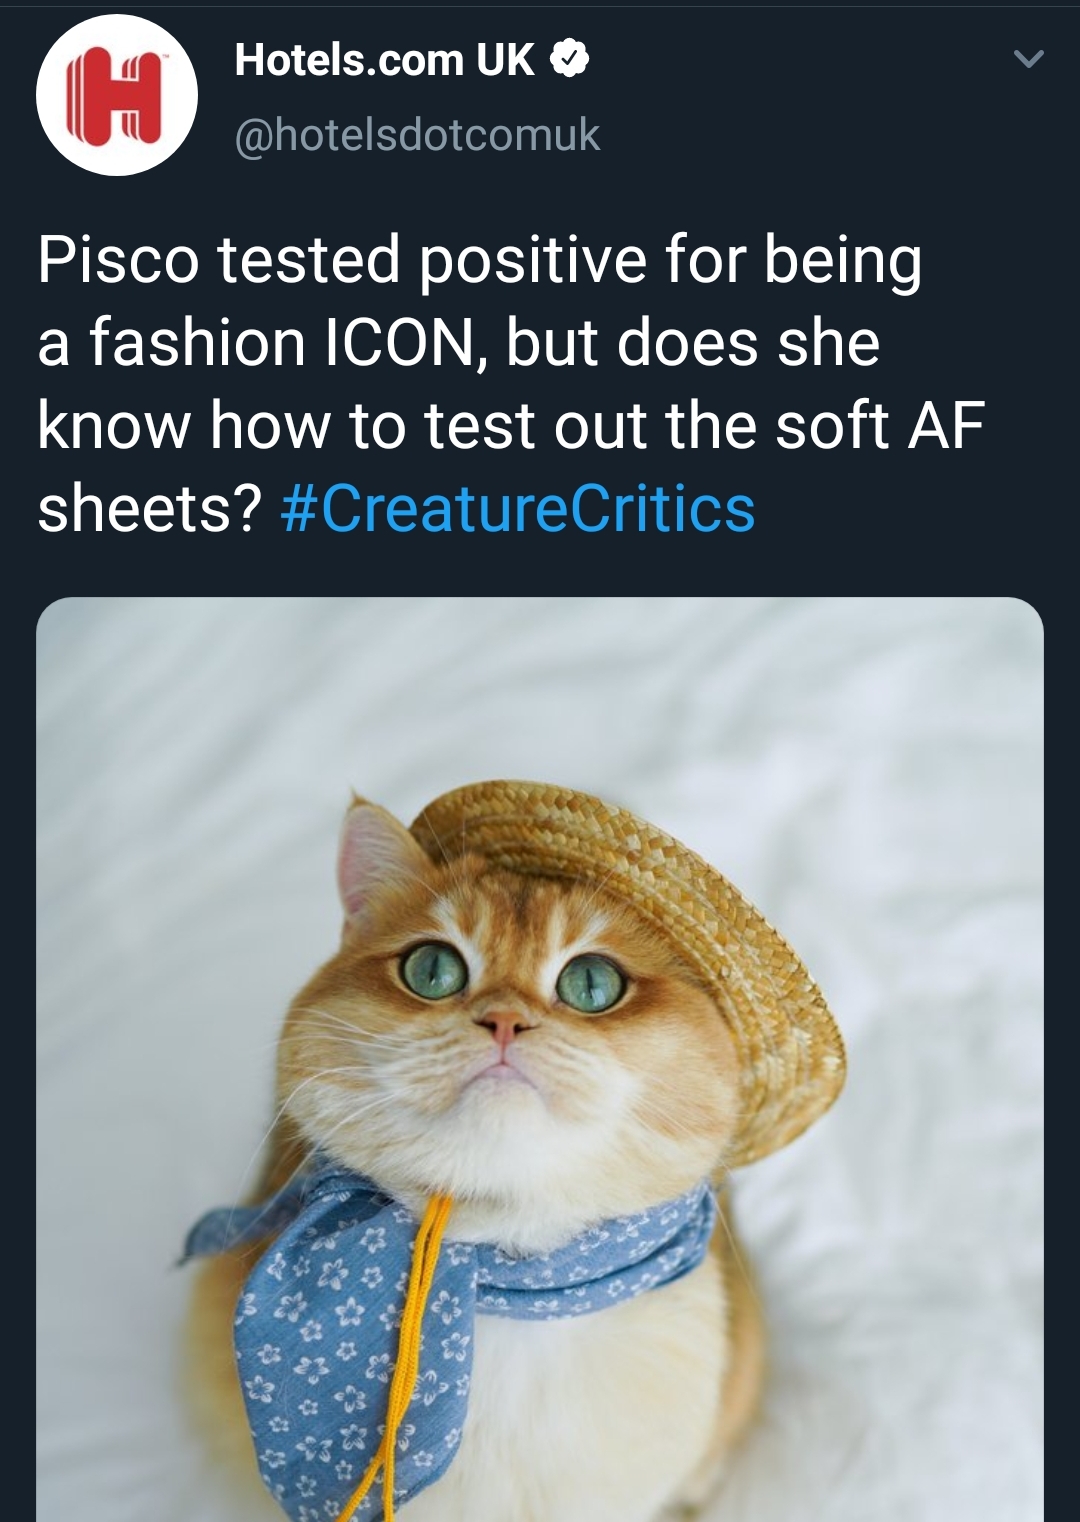 Hotels.com UK
@hotelsdotcomuk
Pisco tested positive for being
a fashion ICON, but does she
know how to test out the soft AF
sheets? #CreatureCritics